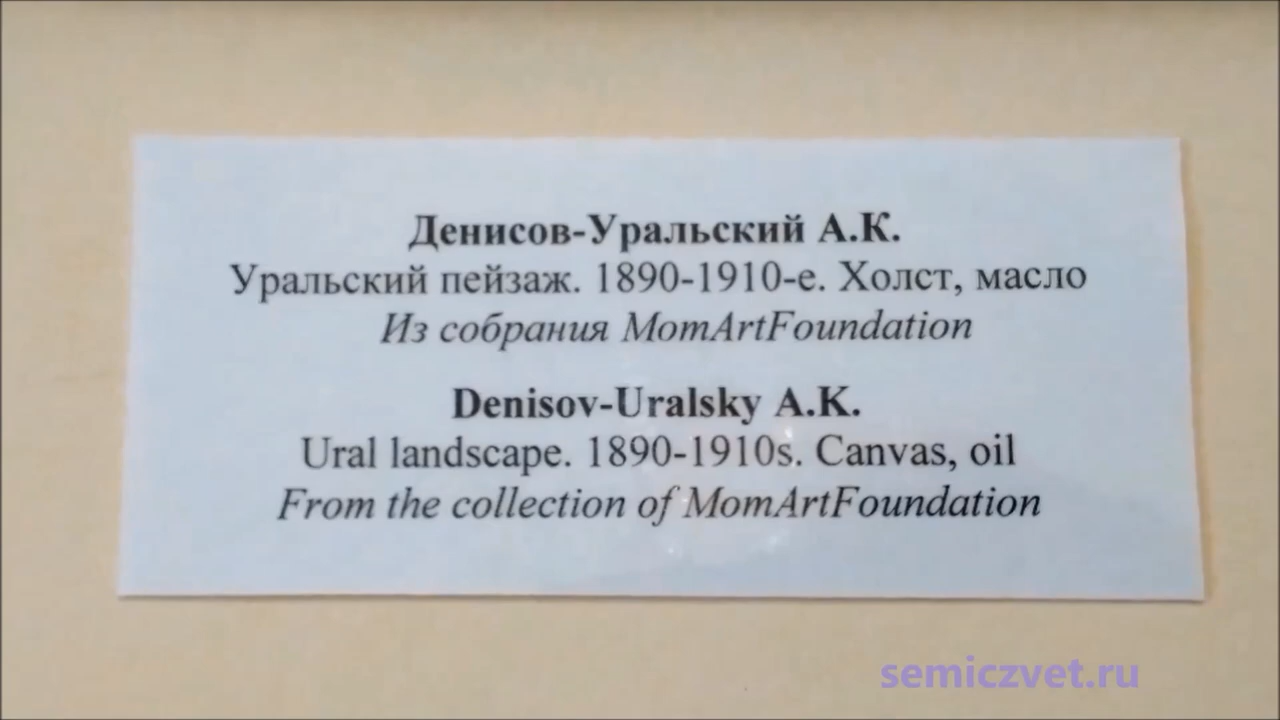 Денисов-Уральский А.К.
Уральский пейзаж. 1890-1910-е. Холст, масло
Из собрания MomArtFoundation
Denisov-Uralsky A.K.
Ural landscape. 1890-1910s. Canvas, oil
From the collection of MomArtFoundation
semiczvet.ru